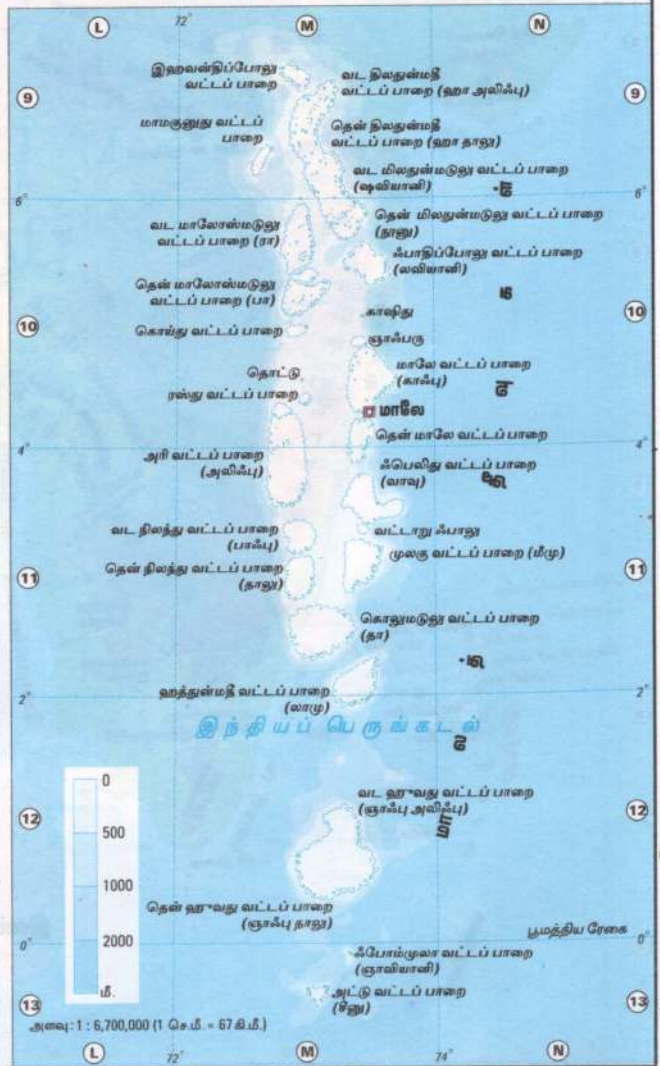 72°
L
M
N
9
9
இஹவன்திப்போலு
வட்டப் பாறை
வட திலதுன்மதீ
வட்டப் பாறை (ஹா அலிஃபு)
மாமகுனுது வட்டப்
பாறை
தென் திலதுன்மதீ
வட்டப் பாறை (ஹா தாலு)
வட மிலதுன்மடுலு வட்டப் பாறை
(ஷவியானி)
6°
6°
தென் மிலதுன்மடுலு வட்டப் பாறை
(நூனு)
வட மாலோஸ்மடுலு
வட்டப் பாறை (ரா)
ஃபாதிப்போலு வட்டப் பாறை
(லவியானி)
தென் மாலோஸ்மடுலு
வட்டப் பாறை (பா)
காஷிது
10
10
கொய்து வட்டப் பாறை
ஞாஃபரு
மாலே வட்டப் பாறை
(காஃபு)
தொட்டு
ரஸ்து வட்டப் பாறை
மாலே
4°
4°
தென் மாலே வட்டப் பாறை
அரி வட்டப் பாறை
(அலிஃபு)
ஃபெலிது வட்டப் பாறை
(வாவு)
வட நிலந்து வட்டப் பாறை
(பாஃபு)
வட்டாறு ஃபாலு
முலகு வட்டப் பாறை (மீமு)
தென் நிலந்து வட்டப் பாறை
(தாலு)
11
11
கொலுமடுலு வட்டப் பாறை
(தா)
ஹத்துன்மதீ வட்டப் பாறை
(லாமு)
2°
2°
இந்தியப் பெருங்கடல்
மாலத்தீவுகள்
0
500
1000
2000
மீ.
வட ஹுவது வட்டப் பாறை
(ஞாஃபு அலிஃபு)
12
12
தென் ஹுவது வட்டப் பாறை
(ஞாஃபு தாலு)
பூமத்திய ரேகை
0°
0°
ஃபோம்முலா வட்டப் பாறை
(ஞாவியானி)
அட்டு வட்டப் பாறை
(சீனு)
13
13
அளவு : 1 : 6,700,000 (1 செ.மீ. = 67 கி.மீ.)
L
72°
M
74°
N